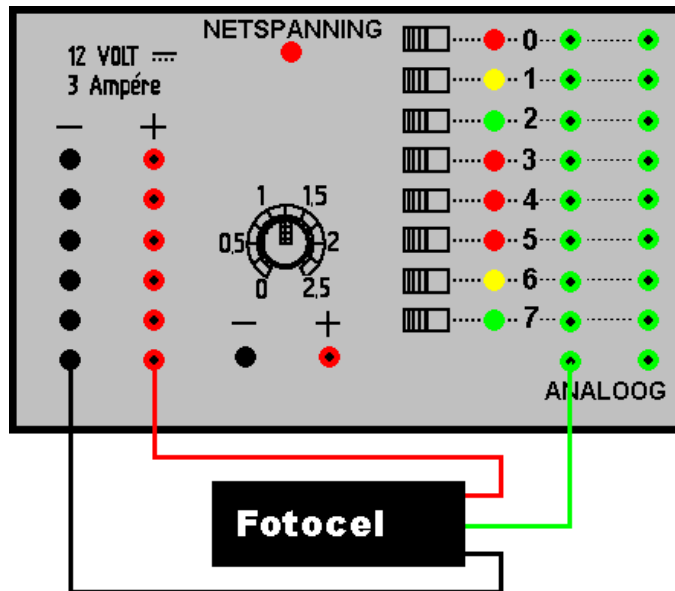 NETSPANNING
12 VOLT
3 Ampére
− +
0
1
2
3
4
5
6
7
1 1,5
0,5 2
0 2,5
− +
ANALOOG
Fotocel